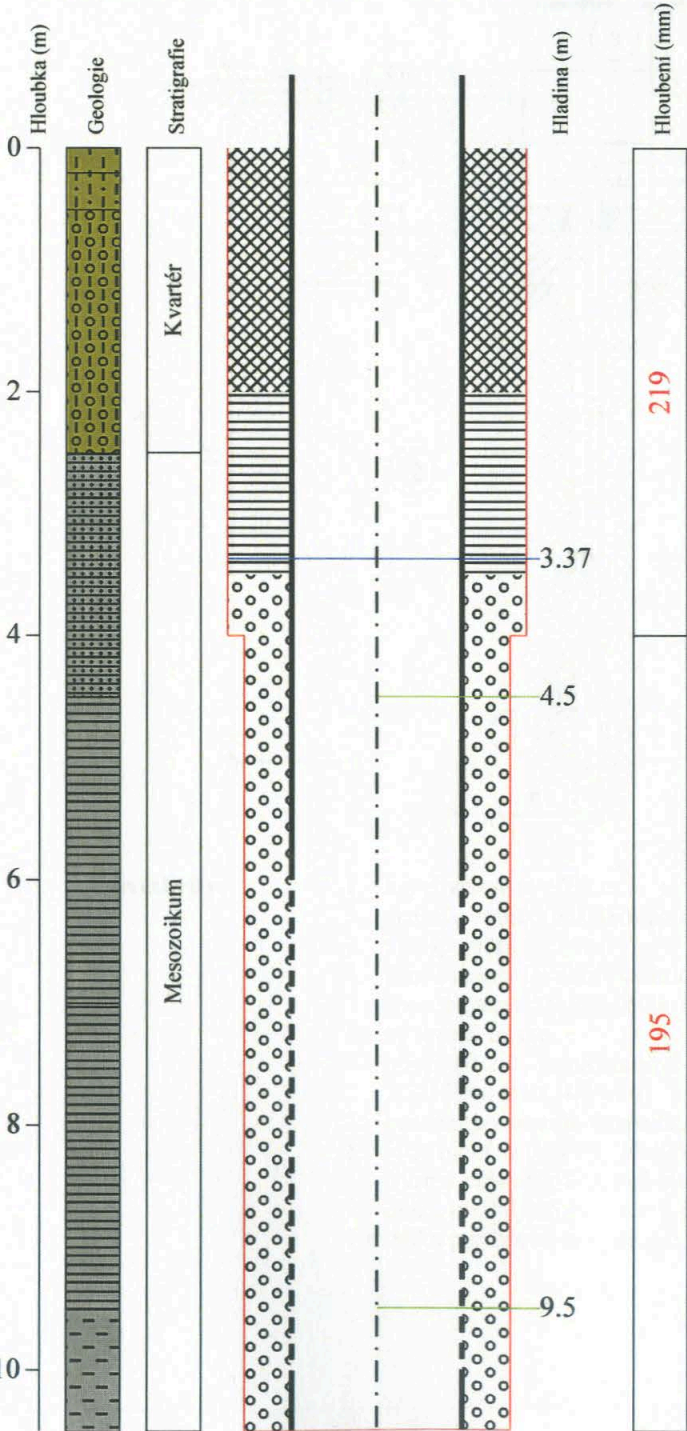 Hloubka (m)
Geologie
Stratigrafie
Hladina (m)
Hloubení (mm)
0
2
4
6
8
10
Kvartér
Mesozoikum
3.37
4.5
9.5
219
195